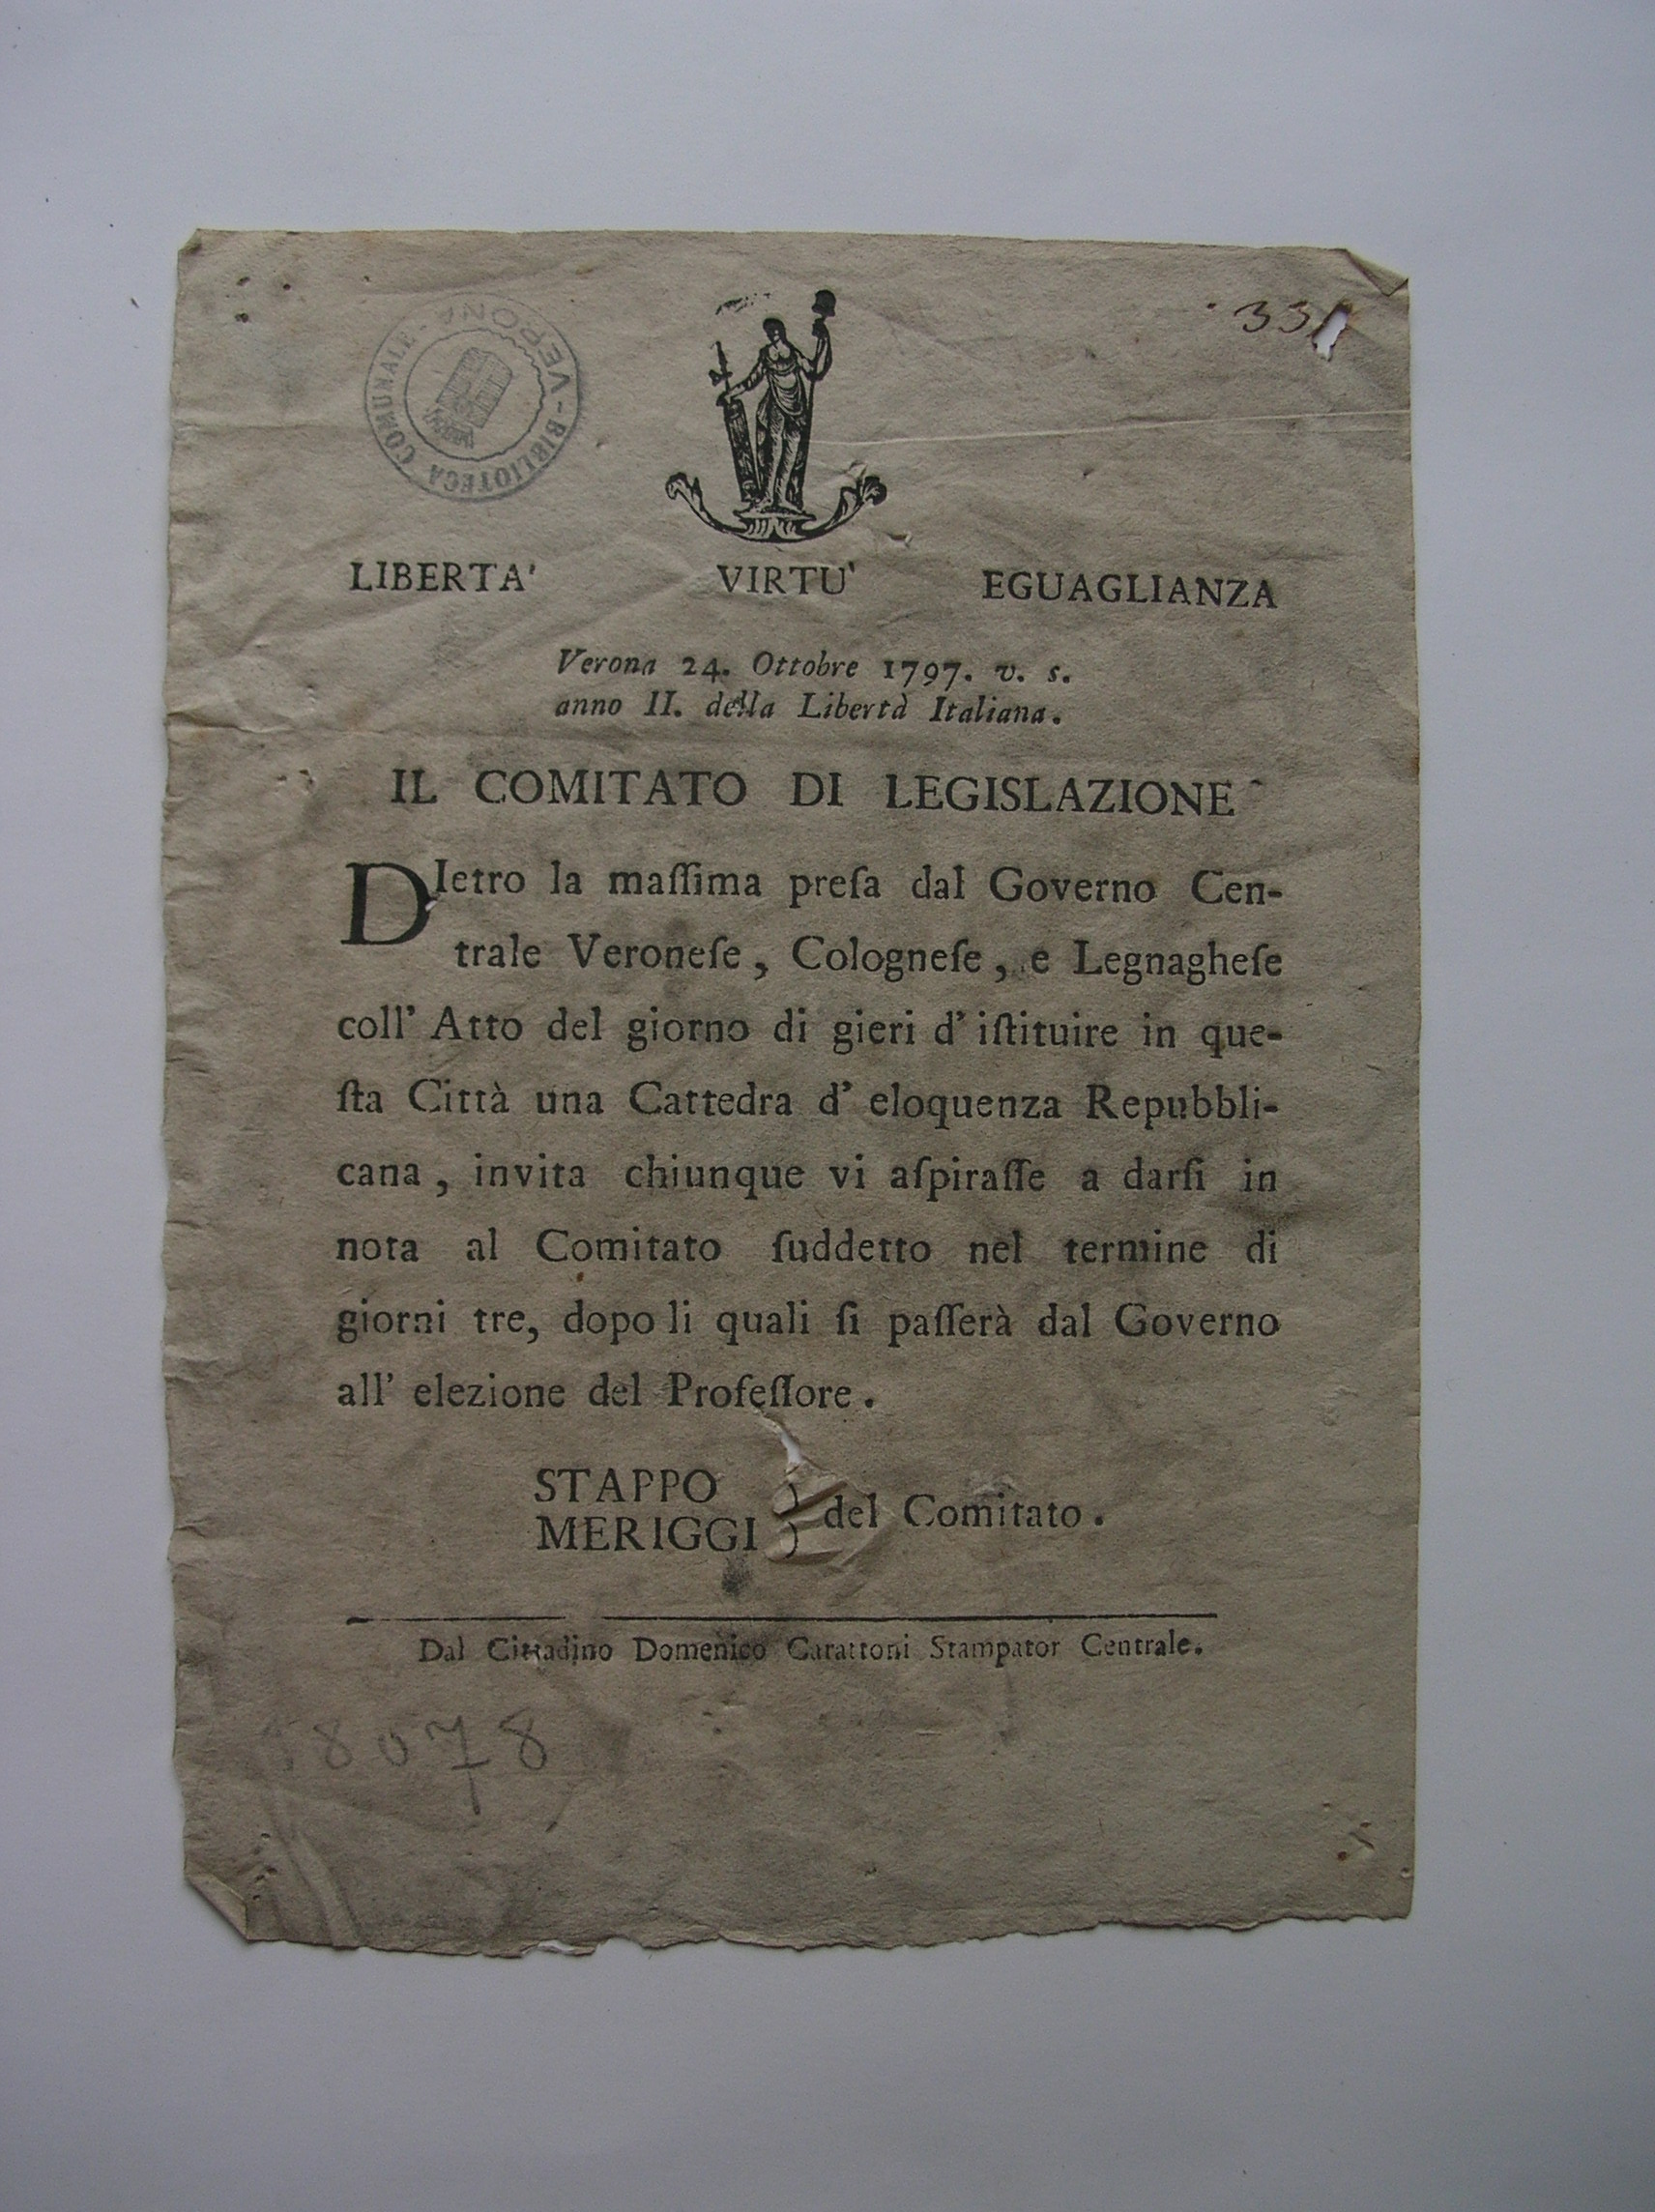 BIBLIOTECA COMUNALE - VERONA -
33
LIBERTA' VIRTU' EGUAGLIANZA
Verona 24. Ottobre 1797. v. s.
anno II. della Libertà Italiana.
IL COMITATO DI LEGISLAZIONE
DIetro la maſſima preſa dal Governo Cen-
trale Veroneſe, Cologneſe, e Legnagheſe
coll' Atto del giorno di gieri d' iſtituire in que-
ſta Città una Cattedra d' eloquenza Repubbli-
cana, invita chiunque vi aſpiraſſe a darſi in
nota al Comitato ſuddetto nel termine di
giorni tre, dopo li quali ſi paſſerà dal Governo
all' elezione del Profeſſore.
STAPPO
MERIGGI
del Comitato.
Dal Cittadino Domenico Carattoni Stampator Centrale.
8078